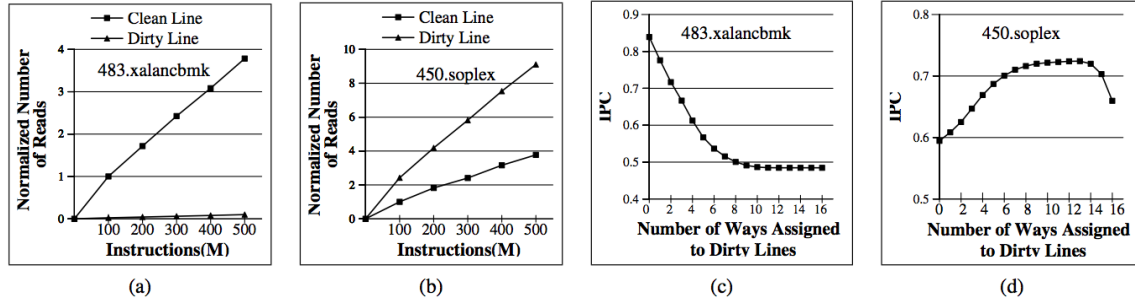 Clean Line
Dirty Line
483.xalancbmk
Normalized Number
of Reads
4
3
2
1
0
100 200 300 400 500
Instructions(M)
(a)
Clean Line
Dirty Line
450.soplex
Normalized Number
of Reads
10
8
6
4
2
0
100 200 300 400 500
Instructions(M)
(b)
483.xalancbmk
IPC
0.9
0.8
0.7
0.6
0.5
0.4
0 2 4 6 8 10 12 14 16
Number of Ways Assigned
to Dirty Lines
(c)
450.soplex
IPC
0.8
0.7
0.6
0.5
0 2 4 6 8 10 12 14 16
Number of Ways Assigned
to Dirty Lines
(d)